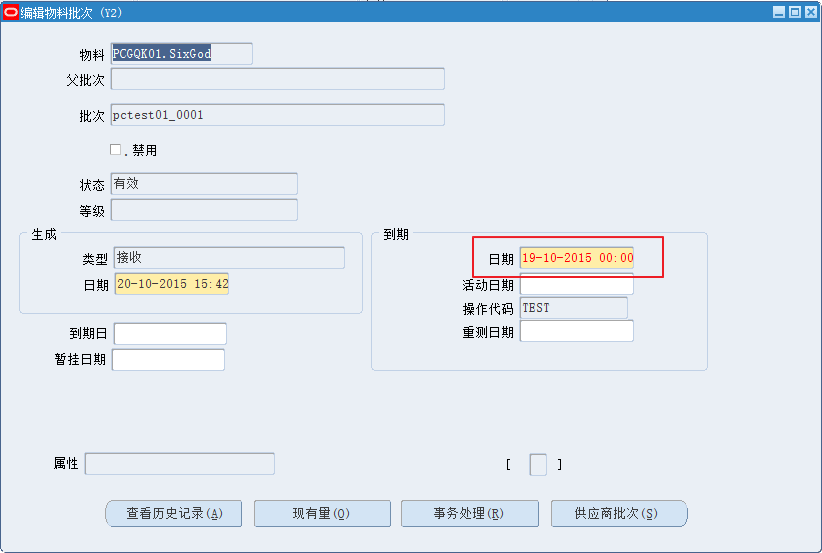 编辑物料批次 (Y2)
物料 PCGQK01.SixGod
父批次
批次 pctest01_0001
. 禁用
状态 有效
等级
生成
类型 接收
日期 20-10-2015 15:42
到期日
暂挂日期
到期
日期 19-10-2015 00:00
活动日期
操作代码 TEST
重测日期
属性
[ ]
查看历史记录(A)
现有量(Q)
事务处理(R)
供应商批次(S)